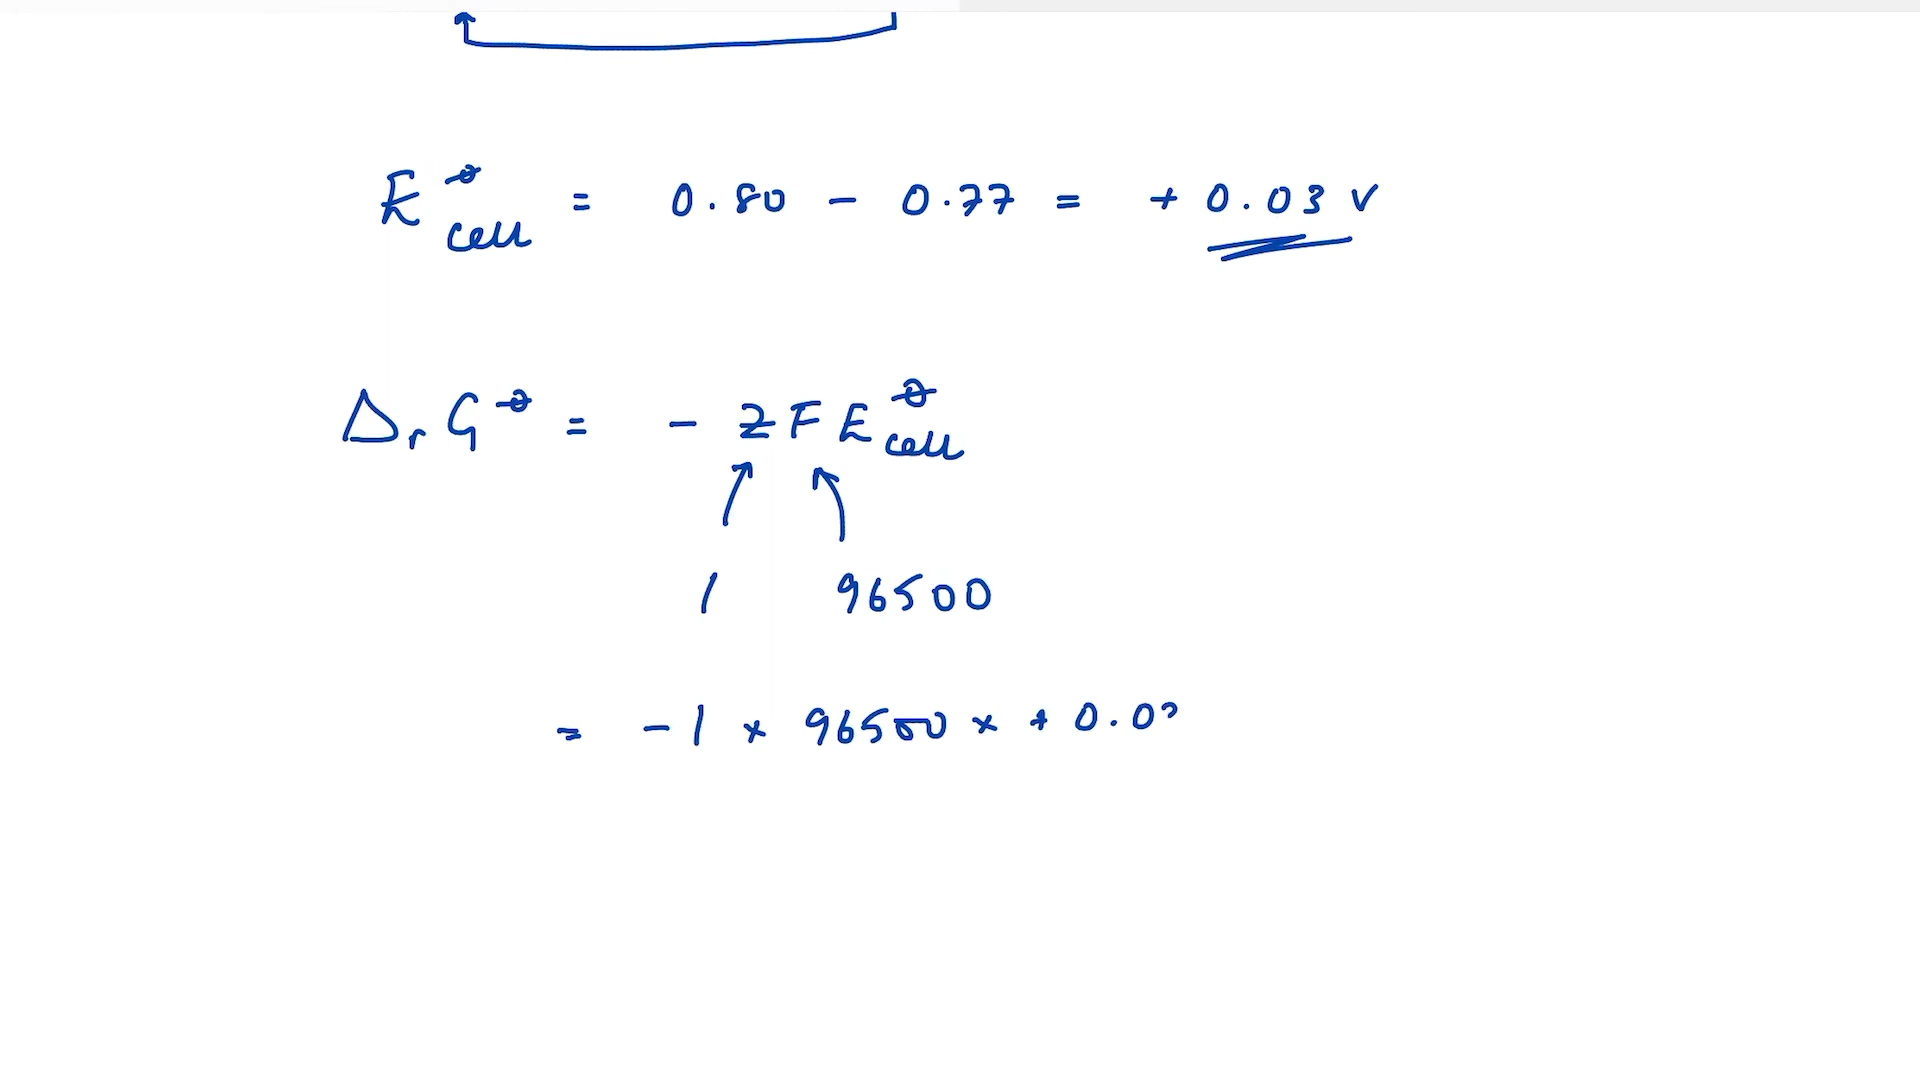 E⦵cell = 0.80 - 0.77 = + 0.03 V
ΔrG⦵ = - zFE⦵cell
1 96500
= -1 × 96500 × + 0.0